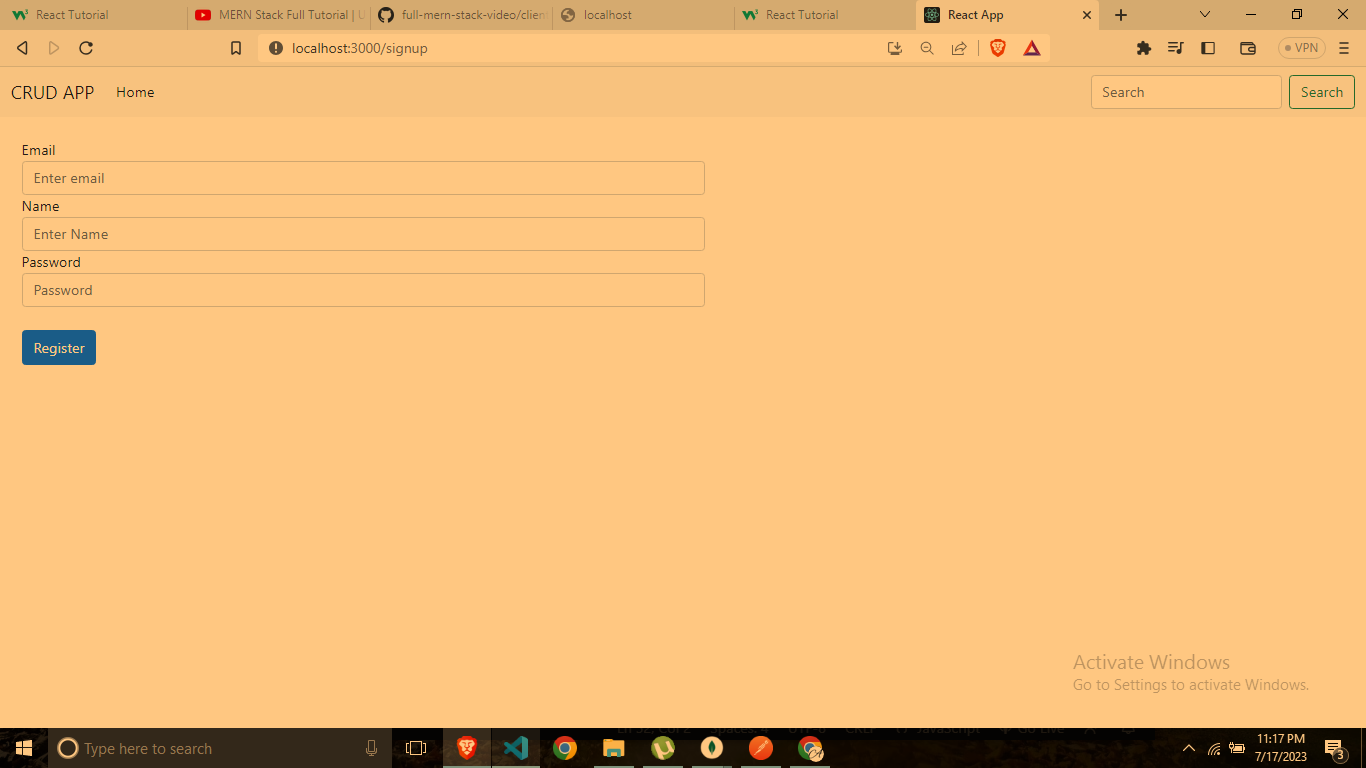 React Tutorial
MERN Stack Full Tutorial |
full-mern-stack-video/clien
localhost
React Tutorial
React App
localhost:3000/signup
VPN
CRUD APP
Home
Search
Search
Email
Enter email
Name
Enter Name
Password
Password
Register
Activate Windows
Go to Settings to activate Windows.
Type here to search
11:17 PM
7/17/2023
3